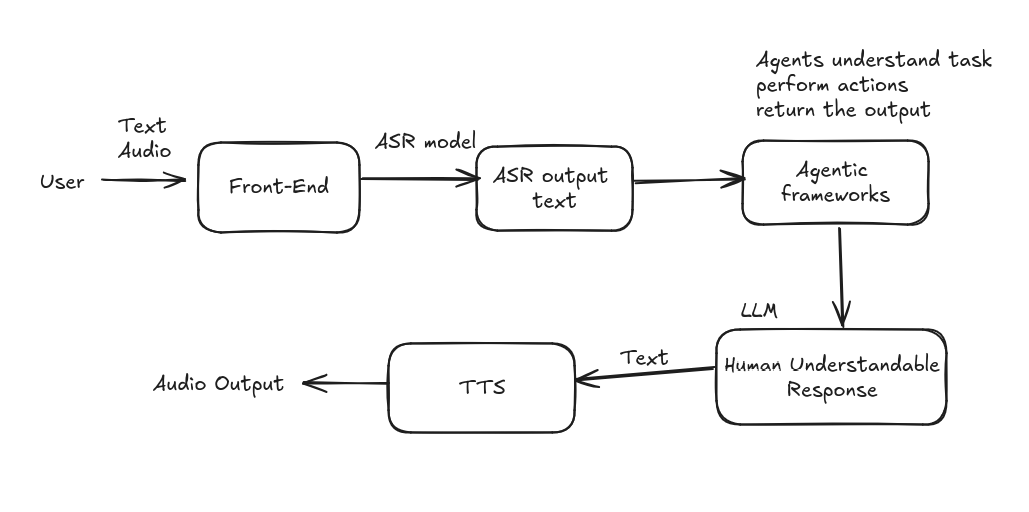 Agents understand task
perform actions
return the output
Text
Audio
User
Front-End
ASR model
ASR output
text
Agentic
frameworks
LLM
Human Understandable
Response
Text
TTS
Audio Output